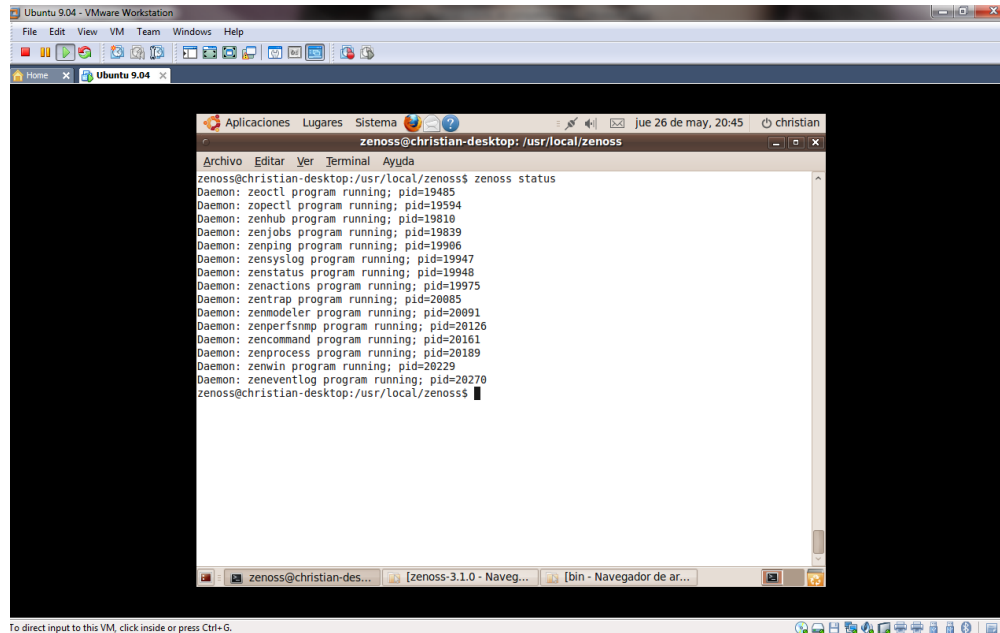 Ubuntu 9.04 - VMware Workstation
File Edit View VM Team Windows Help
Home Ubuntu 9.04
Aplicaciones Lugares Sistema jue 26 de may, 20:45 christian
zenoss@christian-desktop: /usr/local/zenoss
Archivo Editar Ver Terminal Ayuda
zenoss@christian-desktop:/usr/local/zenoss$ zenoss status
Daemon: zeoctl program running; pid=19485
Daemon: zopectl program running; pid=19594
Daemon: zenhub program running; pid=19810
Daemon: zenjobs program running; pid=19839
Daemon: zenping program running; pid=19906
Daemon: zensyslog program running; pid=19947
Daemon: zenstatus program running; pid=19948
Daemon: zenactions program running; pid=19975
Daemon: zentrap program running; pid=20085
Daemon: zenmodeler program running; pid=20091
Daemon: zenperfsnmp program running; pid=20126
Daemon: zencommand program running; pid=20161
Daemon: zenprocess program running; pid=20189
Daemon: zenwin program running; pid=20229
Daemon: zeneventlog program running; pid=20270
zenoss@christian-desktop:/usr/local/zenoss$
zenoss@christian-des... [zenoss-3.1.0 - Naveg... [bin - Navegador de ar...
To direct input to this VM, click inside or press Ctrl+G.